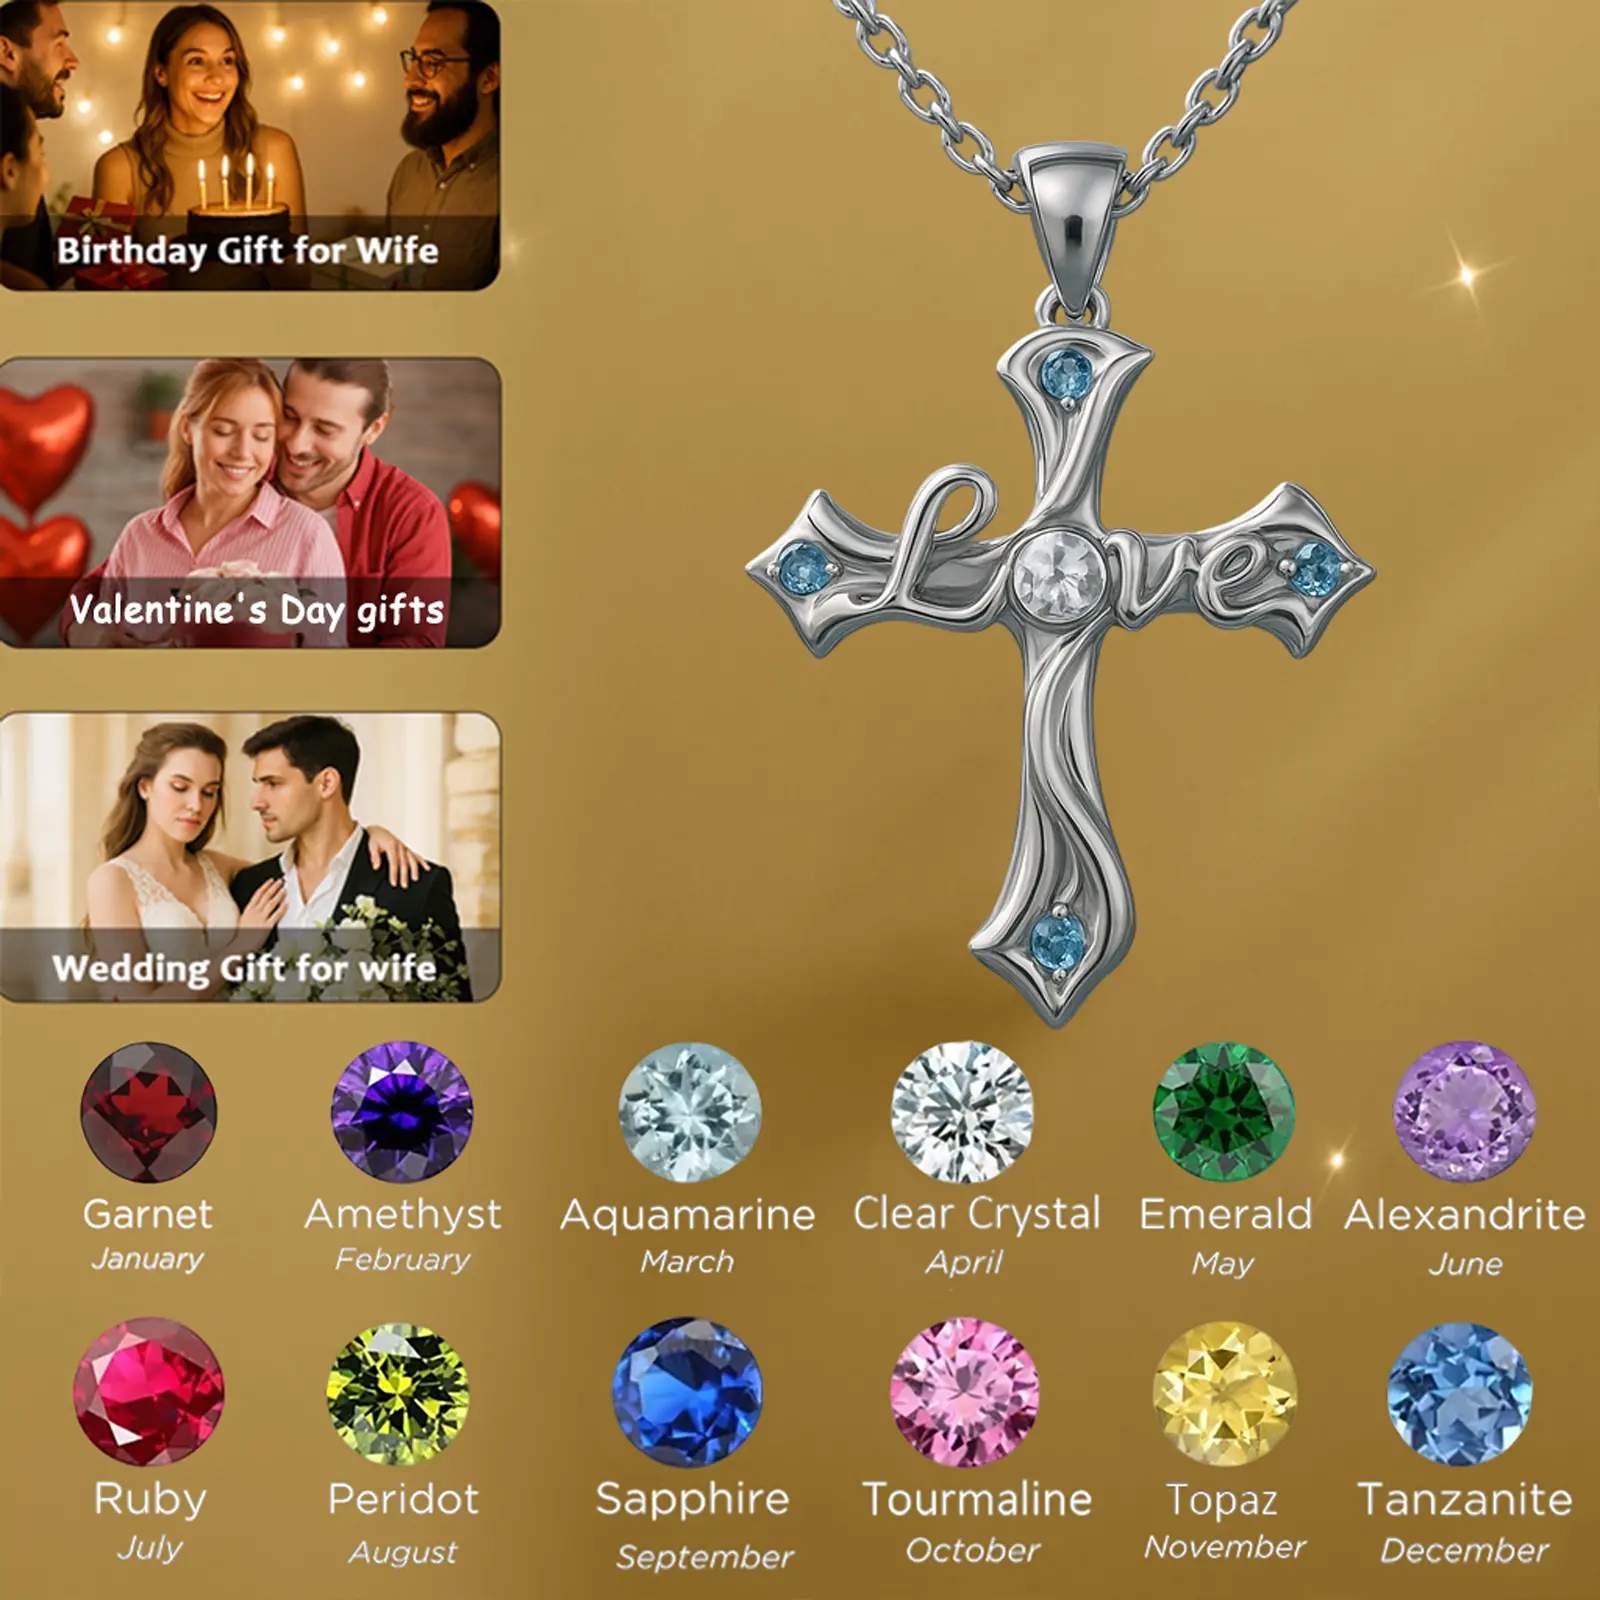 Birthday Gift for Wife
Valentine's Day gifts
Wedding Gift for wife
Love
Garnet
January
Amethyst
February
Aquamarine
March
Clear Crystal
April
Emerald
May
Alexandrite
June
Ruby
July
Peridot
August
Sapphire
September
Tourmaline
October
Topaz
November
Tanzanite
December